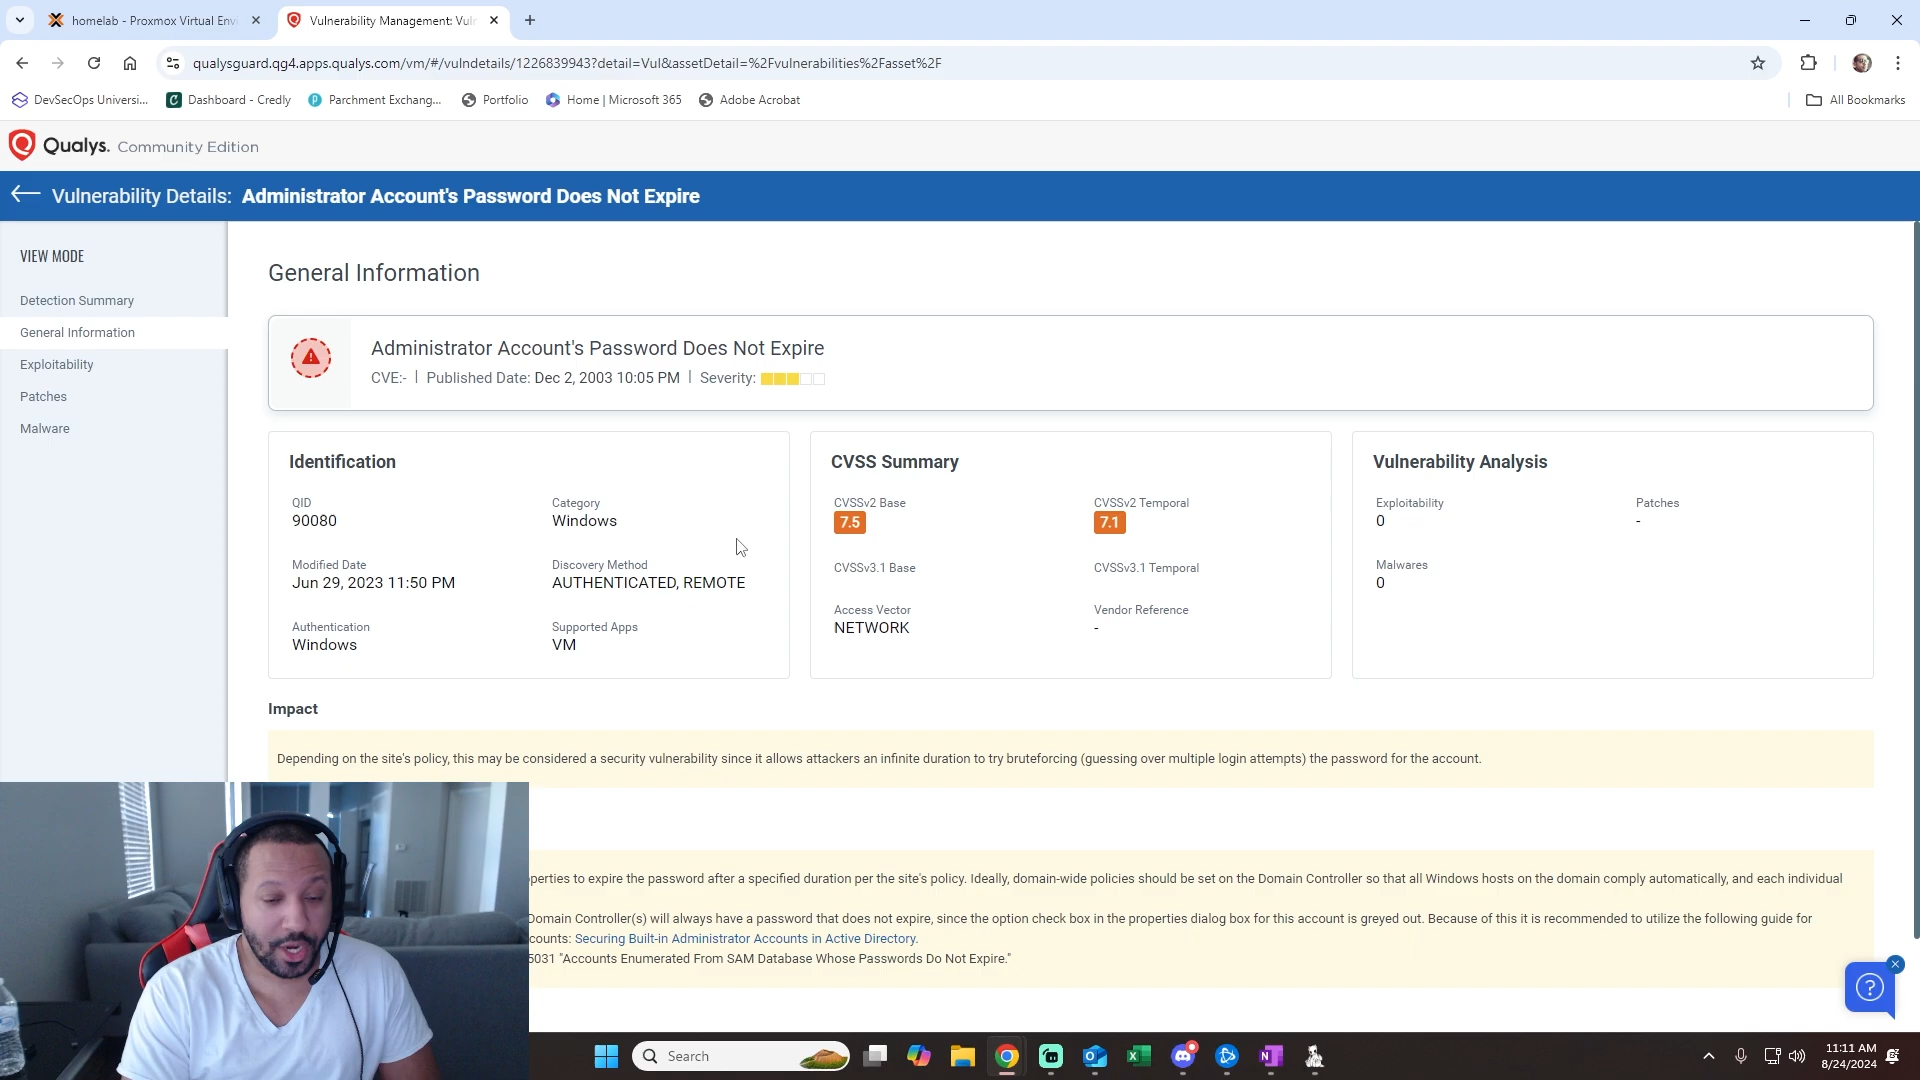 homelab - Proxmox Virtual Envi
Vulnerability Management: Vuln
qualysguard.qg4.apps.qualys.com/vm/#/vulndetails/1226839943?detail=Vul&assetDetail=%2Fvulnerabilities%2Fasset%2F
DevSecOps Universi...
Dashboard - Credly
Parchment Exchang...
Portfolio
Home | Microsoft 365
Adobe Acrobat
All Bookmarks
Qualys. Community Edition
Vulnerability Details: Administrator Account's Password Does Not Expire
VIEW MODE
Detection Summary
General Information
Exploitability
Patches
Malware
General Information
Administrator Account's Password Does Not Expire
CVE:- | Published Date: Dec 2, 2003 10:05 PM | Severity:
Identification
QID
90080
Category
Windows
Modified Date
Jun 29, 2023 11:50 PM
Discovery Method
AUTHENTICATED, REMOTE
Authentication
Windows
Supported Apps
VM
CVSS Summary
CVSSv2 Base
7.5
CVSSv2 Temporal
7.1
CVSSv3.1 Base
CVSSv3.1 Temporal
Access Vector
NETWORK
Vendor Reference
-
Vulnerability Analysis
Exploitability
0
Patches
-
Malwares
0
Impact
Depending on the site's policy, this may be considered a security vulnerability since it allows attackers an infinite duration to try bruteforcing (guessing over multiple login attempts) the password for the account.
perties to expire the password after a specified duration per the site's policy. Ideally, domain-wide policies should be set on the Domain Controller so that all Windows hosts on the domain comply automatically, and each individual
Domain Controller(s) will always have a password that does not expire, since the option check box in the properties dialog box for this account is greyed out. Because of this it is recommended to utilize the following guide for
counts: Securing Built-in Administrator Accounts in Active Directory.
5031 "Accounts Enumerated From SAM Database Whose Passwords Do Not Expire."
Search
11:11 AM
8/24/2024